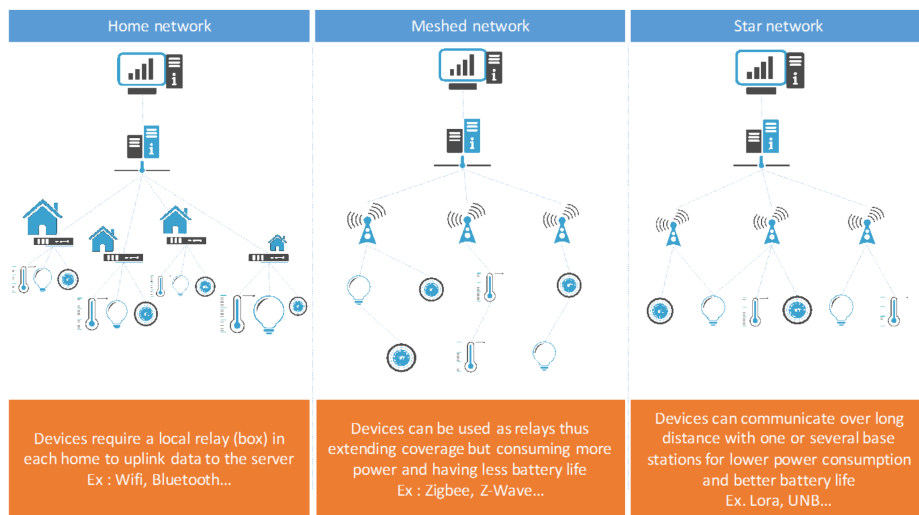 Home network
Meshed network
Star network
Devices require a local relay (box) in
each home to uplink data to the server
Ex : Wifi, Bluetooth...
Devices can be used as relays thus
extending coverage but consuming more
power and having less battery life
Ex : Zigbee, Z-Wave...
Devices can communicate over long
distance with one or several base
stations for lower power consumption
and better battery life
Ex. Lora, UNB...